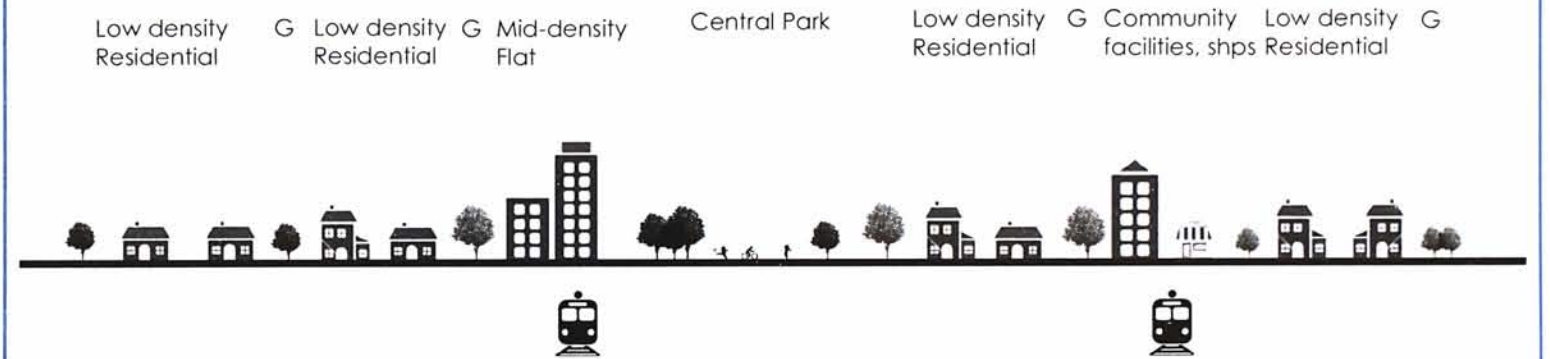 Low density
Residential
G
Low density
Residential
G
Mid-density
Flat
Central Park
Low density
Residential
G
Community
facilities, shps
Low density
Residential
G